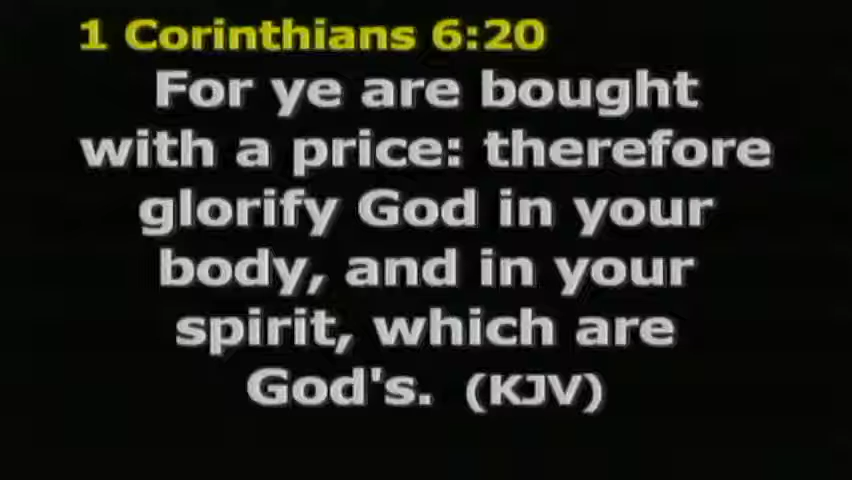 1 Corinthians 6:20
For ye are bought
with a price: therefore
glorify God in your
body, and in your
spirit, which are
God's. (KJV)